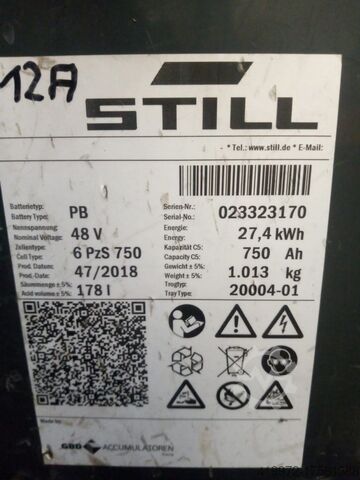 12A
STILL
- * Tel.: www.still.de * E-Mail:
Batterietyp:
Battery Type: PB
Nennspannung:
Nominal Voltage: 48 V
Zellentype:
Cell Type: 6 PzS 750
Prod. Datum:
Prod.-Date: 47/2018
Säuremenge ± 5%:
Acid volume ± 5%: 178 l
Serien-Nr.:
Serial-No.: 023323170
Energie:
Energie: 27,4 kWh
Kapazität C5:
Capacity C5: 750 Ah
Gewicht ± 5%:
Weight ± 5%: 1.013 kg
Trogtyp:
Tray Type: 20004-01
Pb
Made by:
GBD ACCUMULATOREN